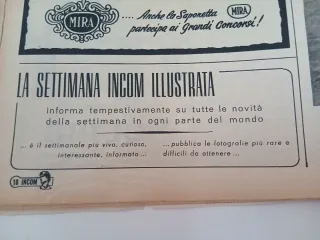 MIRA
... Anche la Saponetta
partecipa ai Grandi Concorsi!
MIRA
LA SETTIMANA INCOM ILLUSTRATA
informa tempestivamente su tutte le novità
della settimana in ogni parte del mondo
... è il settimanale più vivo, curioso,
interessante, informato ...
... pubblica le fotografie più rare e
difficili da ottenere ...
18 INCOM